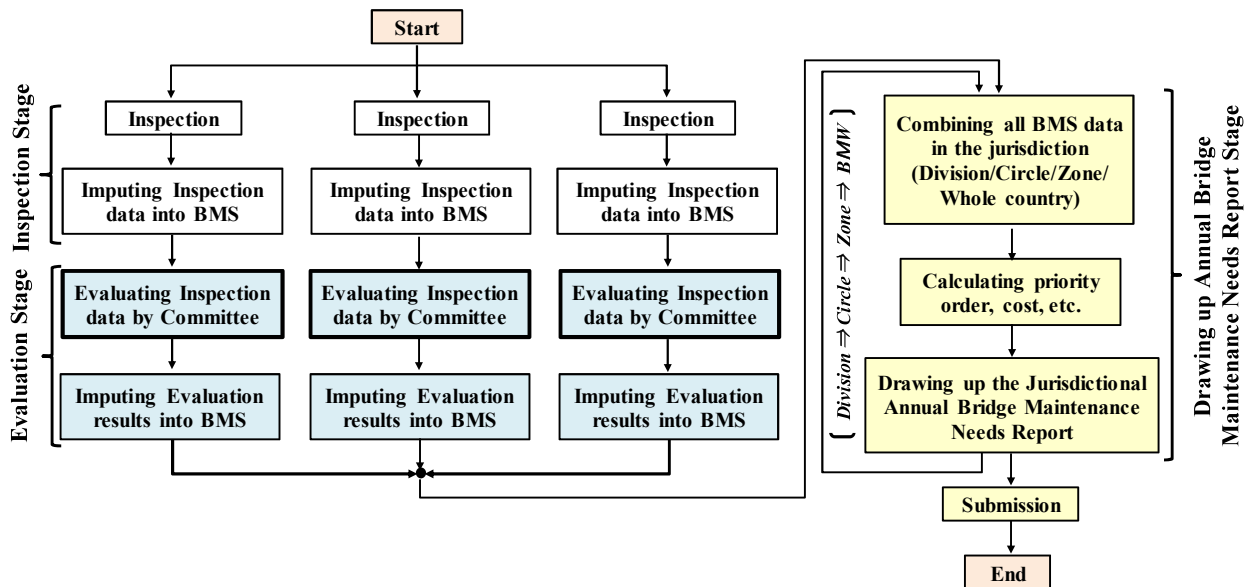 Start
Inspection Stage
Inspection
Inspection
Inspection
Imputing Inspection
data into BMS
Imputing Inspection
data into BMS
Imputing Inspection
data into BMS
Evaluation Stage
Evaluating Inspection
data by Committee
Evaluating Inspection
data by Committee
Evaluating Inspection
data by Committee
Imputing Evaluation
results into BMS
Imputing Evaluation
results into BMS
Imputing Evaluation
results into BMS
Division ⇒ Circle ⇒ Zone ⇒ BMW
Combining all BMS data
in the jurisdiction
(Division/Circle/Zone/
Whole country)
Calculating priority
order, cost, etc.
Drawing up the Jurisdictional
Annual Bridge Maintenance
Needs Report
Drawing up Annual Bridge
Maintenance Needs Report Stage
Submission
End